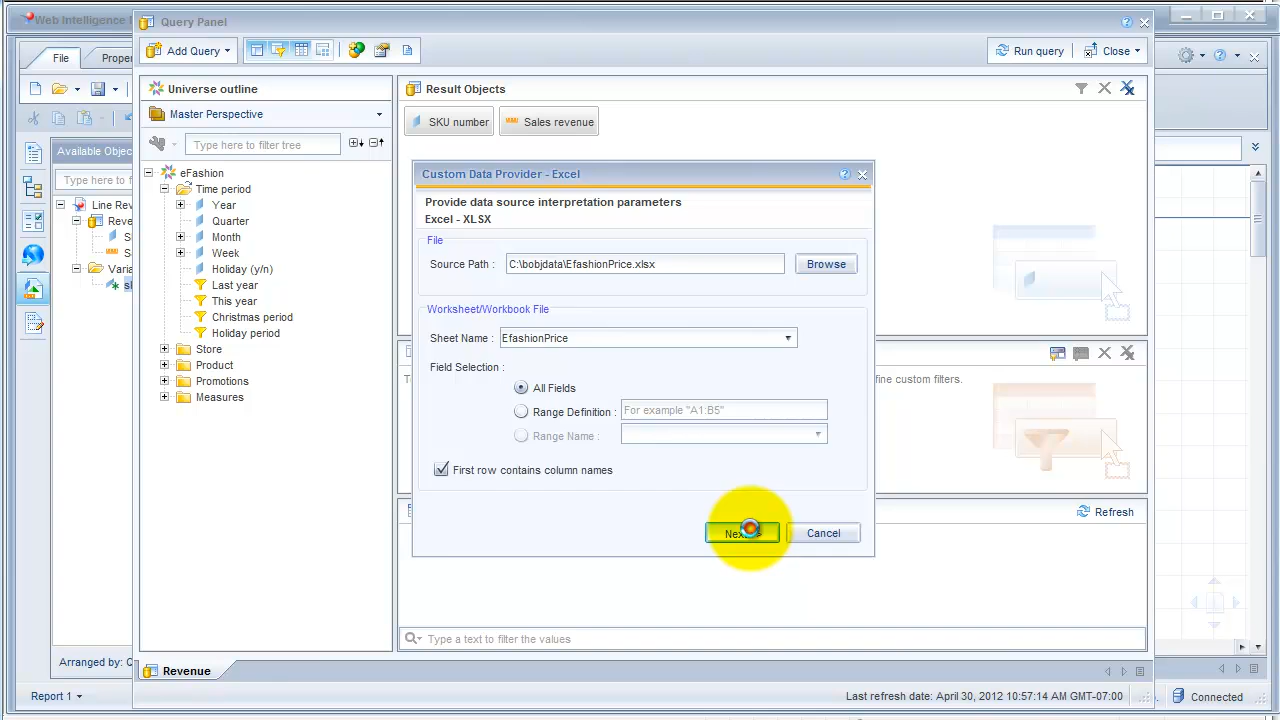 Web Intelligence
Query Panel
File
Proper
Add Query
Run query
Close
Available Objec
Type here to f
Line Rev
Reve
S
S
Varia
sk
Arranged by:
Universe outline
Master Perspective
Type here to filter tree
eFashion
Time period
Year
Quarter
Month
Week
Holiday (y/n)
Last year
This year
Christmas period
Holiday period
Store
Product
Promotions
Measures
Result Objects
SKU number
Sales revenue
Custom Data Provider - Excel
Provide data source interpretation parameters
Excel - XLSX
File
Source Path :
C:\bobjdata\EfashionPrice.xlsx
Browse
Worksheet/Workbook File
Sheet Name :
EfashionPrice
Field Selection :
All Fields
Range Definition :
For example "A1:B5"
Range Name :
First row contains column names
Next
Cancel
fine custom filters.
Refresh
Type a text to filter the values
Revenue
Last refresh date: April 30, 2012 10:57:14 AM GMT-07:00
Report 1
Connected